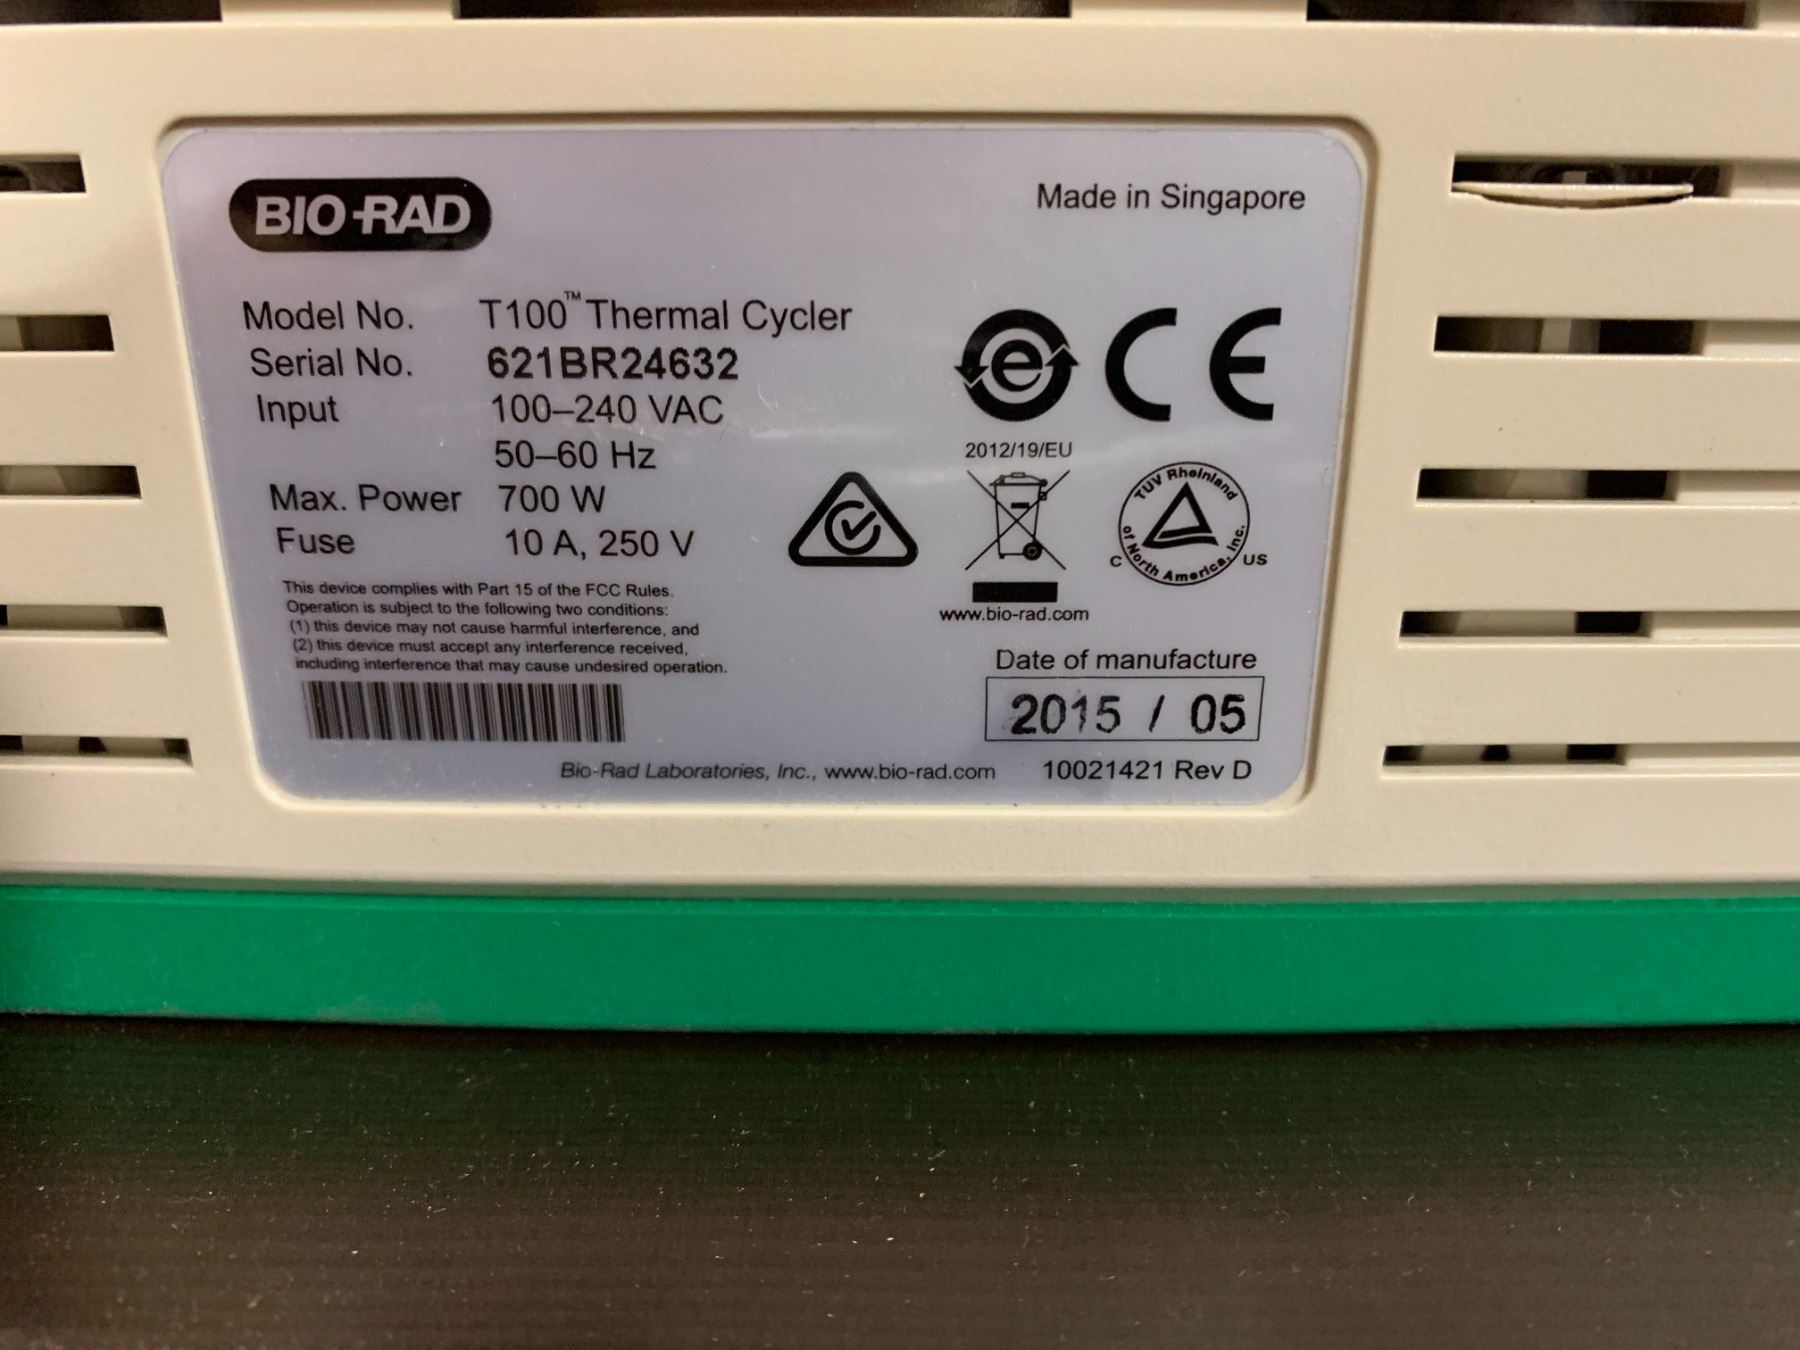 BIO-RAD
Made in Singapore
Model No. T100™ Thermal Cycler
Serial No. 621BR24632
Input 100–240 VAC
50–60 Hz
Max. Power 700 W
Fuse 10 A, 250 V
e CE
2012/19/EU
TÜV Rheinland
of North America, Inc.
C US
www.bio-rad.com
This device complies with Part 15 of the FCC Rules.
Operation is subject to the following two conditions:
(1) this device may not cause harmful interference, and
(2) this device must accept any interference received,
including interference that may cause undesired operation.
Date of manufacture
2015 / 05
Bio-Rad Laboratories, Inc., www.bio-rad.com 10021421 Rev D